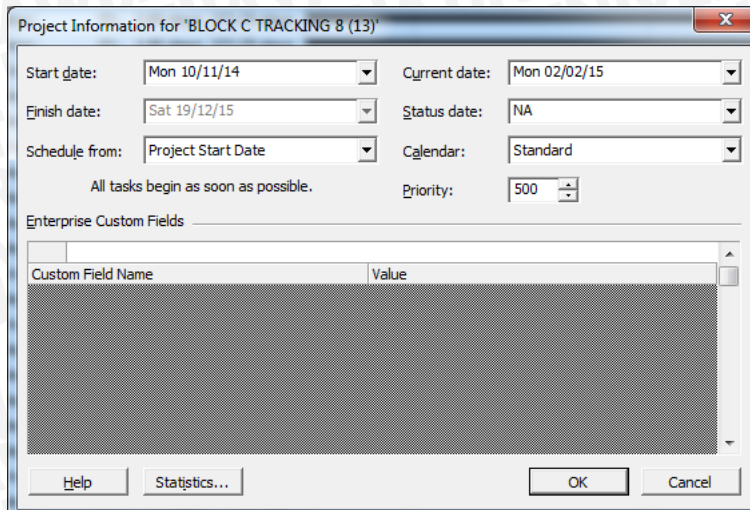 Project Information for 'BLOCK C TRACKING 8 (13)'
Start date: Mon 10/11/14 Current date: Mon 02/02/15
Finish date: Sat 19/12/15 Status date: NA
Schedule from: Project Start Date Calendar: Standard
All tasks begin as soon as possible. Priority: 500
Enterprise Custom Fields
Custom Field Name Value
Help Statistics... OK Cancel